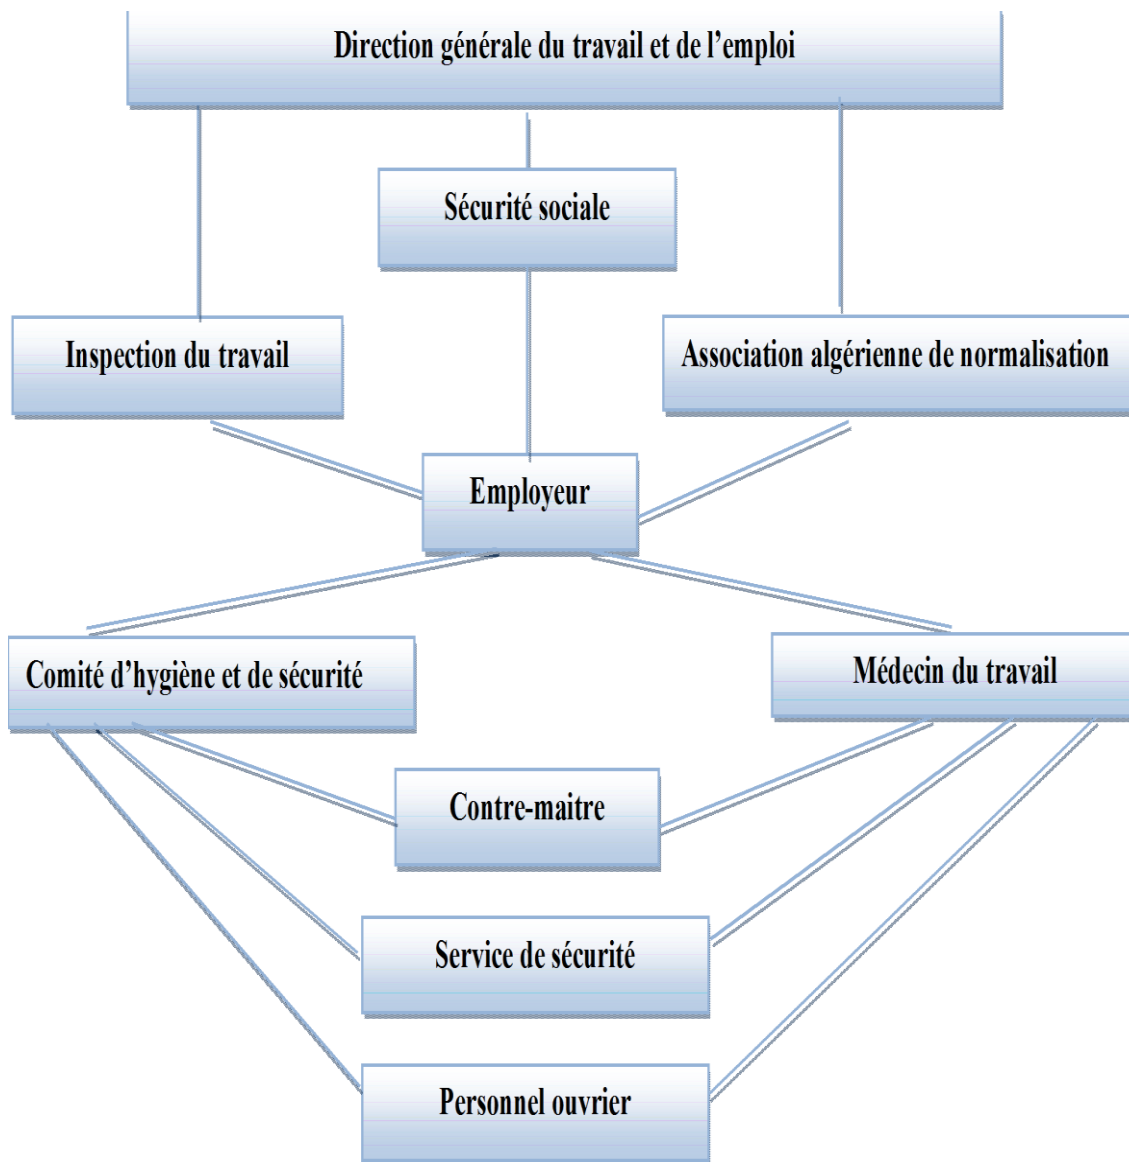 Direction générale du travail et de l’emploi
Sécurité sociale
Inspection du travail
Association algérienne de normalisation
Employeur
Comité d’hygiène et de sécurité
Médecin du travail
Contre-maitre
Service de sécurité
Personnel ouvrier